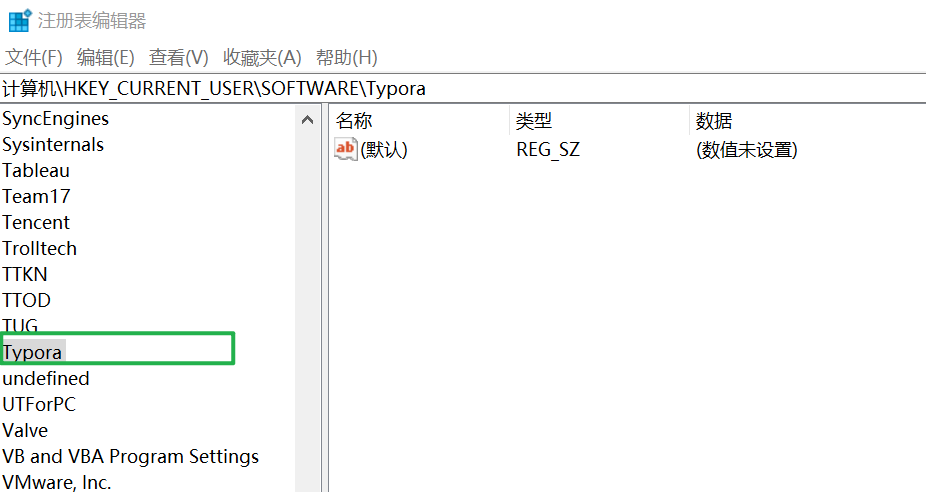 注册表编辑器
文件(F) 编辑(E) 查看(V) 收藏夹(A) 帮助(H)
计算机\HKEY_CURRENT_USER\SOFTWARE\Typora
SyncEngines
Sysinternals
Tableau
Team17
Tencent
Trolltech
TTKN
TTOD
TUG
Typora
undefined
UTForPC
Valve
VB and VBA Program Settings
VMware, Inc.
名称 类型 数据
ab (默认) REG_SZ (数值未设置)